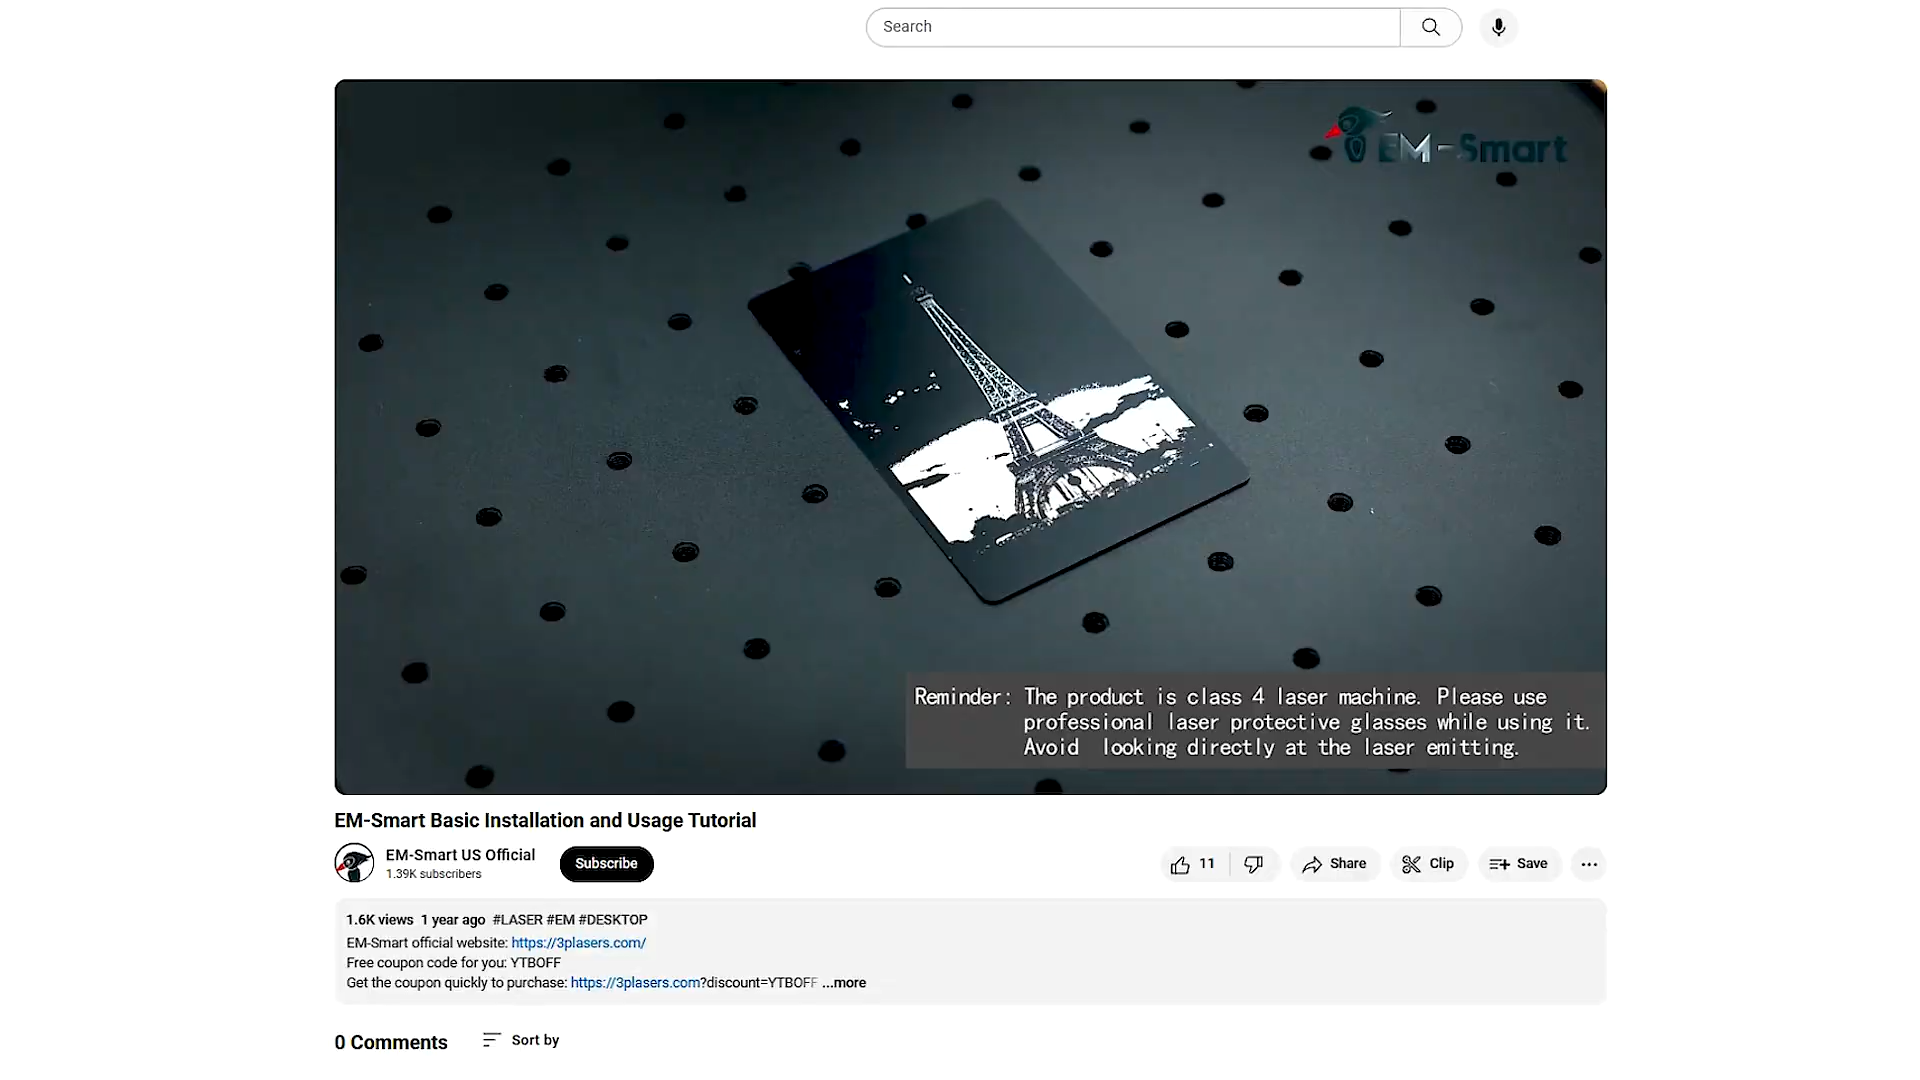 Search
EM-Smart
Reminder: The product is class 4 laser machine. Please use
professional laser protective glasses while using it.
Avoid looking directly at the laser emitting.
EM-Smart Basic Installation and Usage Tutorial
EM-Smart US Official
1.39K subscribers
Subscribe
11
Share
Clip
Save
1.6K views 1 year ago #LASER #EM #DESKTOP
EM-Smart official website: https://3plasers.com/
Free coupon code for you: YTBOFF
Get the coupon quickly to purchase: https://3plasers.com?discount=YTBOFF ...more
0 Comments
Sort by